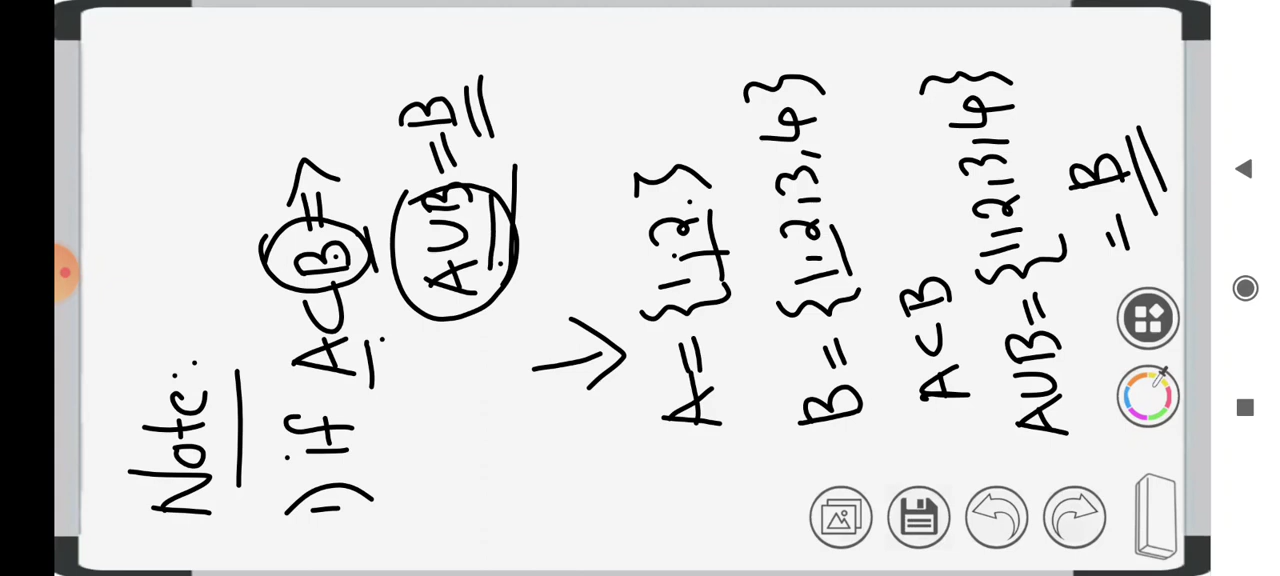 Note:
1) if A⊂B ⇒
A∪B = B
→
A = {1,2}
B = {1,2,3,4}
A⊂B
A∪B = {1,2,3,4}
= B